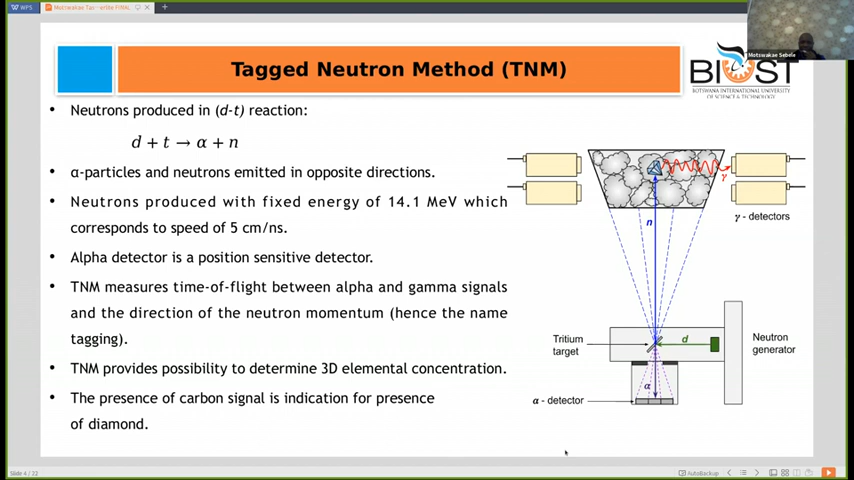 WPS
Motswakae Tau-ortke FINAL
Motswakae Sebele
Tagged Neutron Method (TNM)
BIUST
BOTSWANA INTERNATIONAL UNIVERSITY
OF SCIENCE & TECHNOLOGY
• Neutrons produced in (d-t) reaction:
d + t → α + n
• α-particles and neutrons emitted in opposite directions.
• Neutrons produced with fixed energy of 14.1 MeV which
corresponds to speed of 5 cm/ns.
• Alpha detector is a position sensitive detector.
• TNM measures time-of-flight between alpha and gamma signals
and the direction of the neutron momentum (hence the name
tagging).
• TNM provides possibility to determine 3D elemental concentration.
• The presence of carbon signal is indication for presence
of diamond.
γ
γ - detectors
n
Tritium
target
d
Neutron
generator
α
α - detector
Slide 4 / 22
AutoBackup